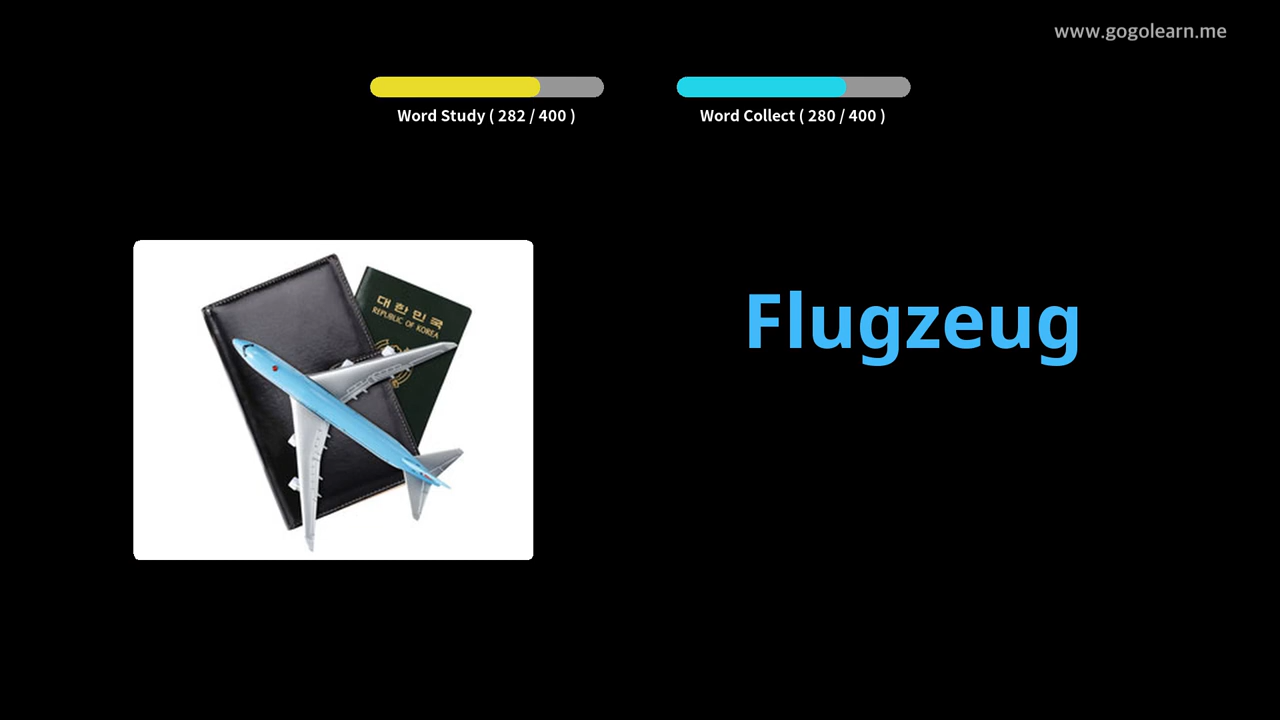 www.gogolearn.me
Word Study ( 282 / 400 )
Word Collect ( 280 / 400 )
대한민국
REPUBLIC OF KOREA
Flugzeug